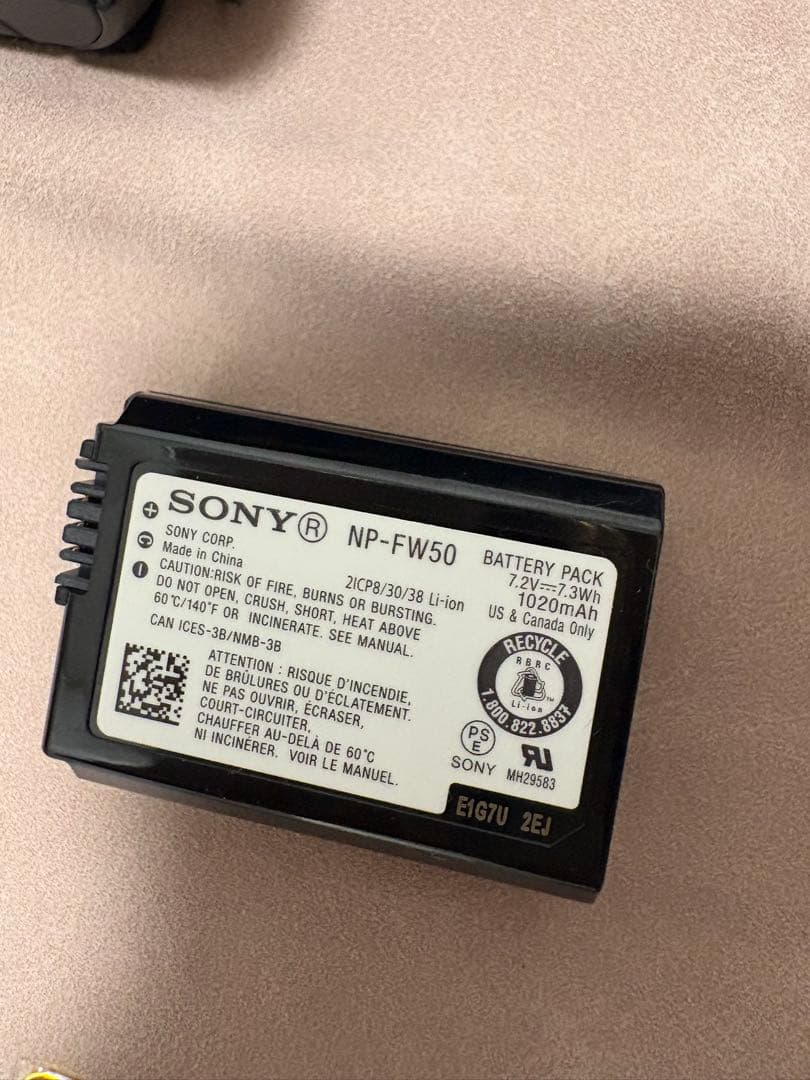 SONY® NP-FW50 BATTERY PACK
7.2V⎓7.3Wh
1020mAh
US & Canada Only
+
C
−
SONY CORP.
Made in China
2ICP8/30/38 Li-ion
CAUTION:RISK OF FIRE, BURNS OR BURSTING.
DO NOT OPEN, CRUSH, SHORT, HEAT ABOVE
60°C/140°F OR INCINERATE. SEE MANUAL.
CAN ICES-3B/NMB-3B
ATTENTION : RISQUE D'INCENDIE,
DE BRÛLURES OU D'ÉCLATEMENT.
NE PAS OUVRIR, ÉCRASER,
COURT-CIRCUITER,
CHAUFFER AU-DELÀ DE 60°C
NI INCINÉRER. VOIR LE MANUEL.
RECYCLE
RBRC
Li-ion
TM
1.800.822.8837
PS
E
SONY
RU
MH29583
E1G7U 2EJ